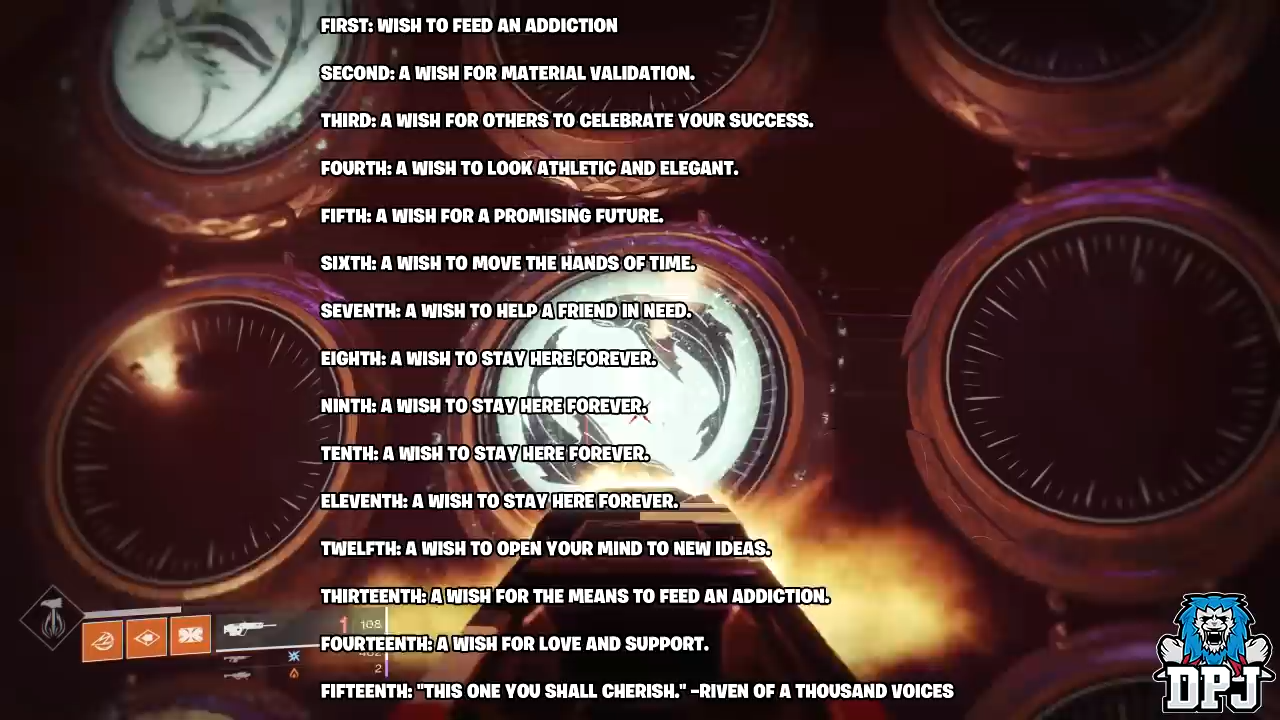 FIRST: WISH TO FEED AN ADDICTION
SECOND: A WISH FOR MATERIAL VALIDATION.
THIRD: A WISH FOR OTHERS TO CELEBRATE YOUR SUCCESS.
FOURTH: A WISH TO LOOK ATHLETIC AND ELEGANT.
FIFTH: A WISH FOR A PROMISING FUTURE.
SIXTH: A WISH TO MOVE THE HANDS OF TIME.
SEVENTH: A WISH TO HELP A FRIEND IN NEED.
EIGHTH: A WISH TO STAY HERE FOREVER.
NINTH: A WISH TO STAY HERE FOREVER.
TENTH: A WISH TO STAY HERE FOREVER.
ELEVENTH: A WISH TO STAY HERE FOREVER.
TWELFTH: A WISH TO OPEN YOUR MIND TO NEW IDEAS.
THIRTEENTH: A WISH FOR THE MEANS TO FEED AN ADDICTION.
1 108
FOURTEENTH: A WISH FOR LOVE AND SUPPORT.
2
FIFTEENTH: "THIS ONE YOU SHALL CHERISH." -RIVEN OF A THOUSAND VOICES
DPJ